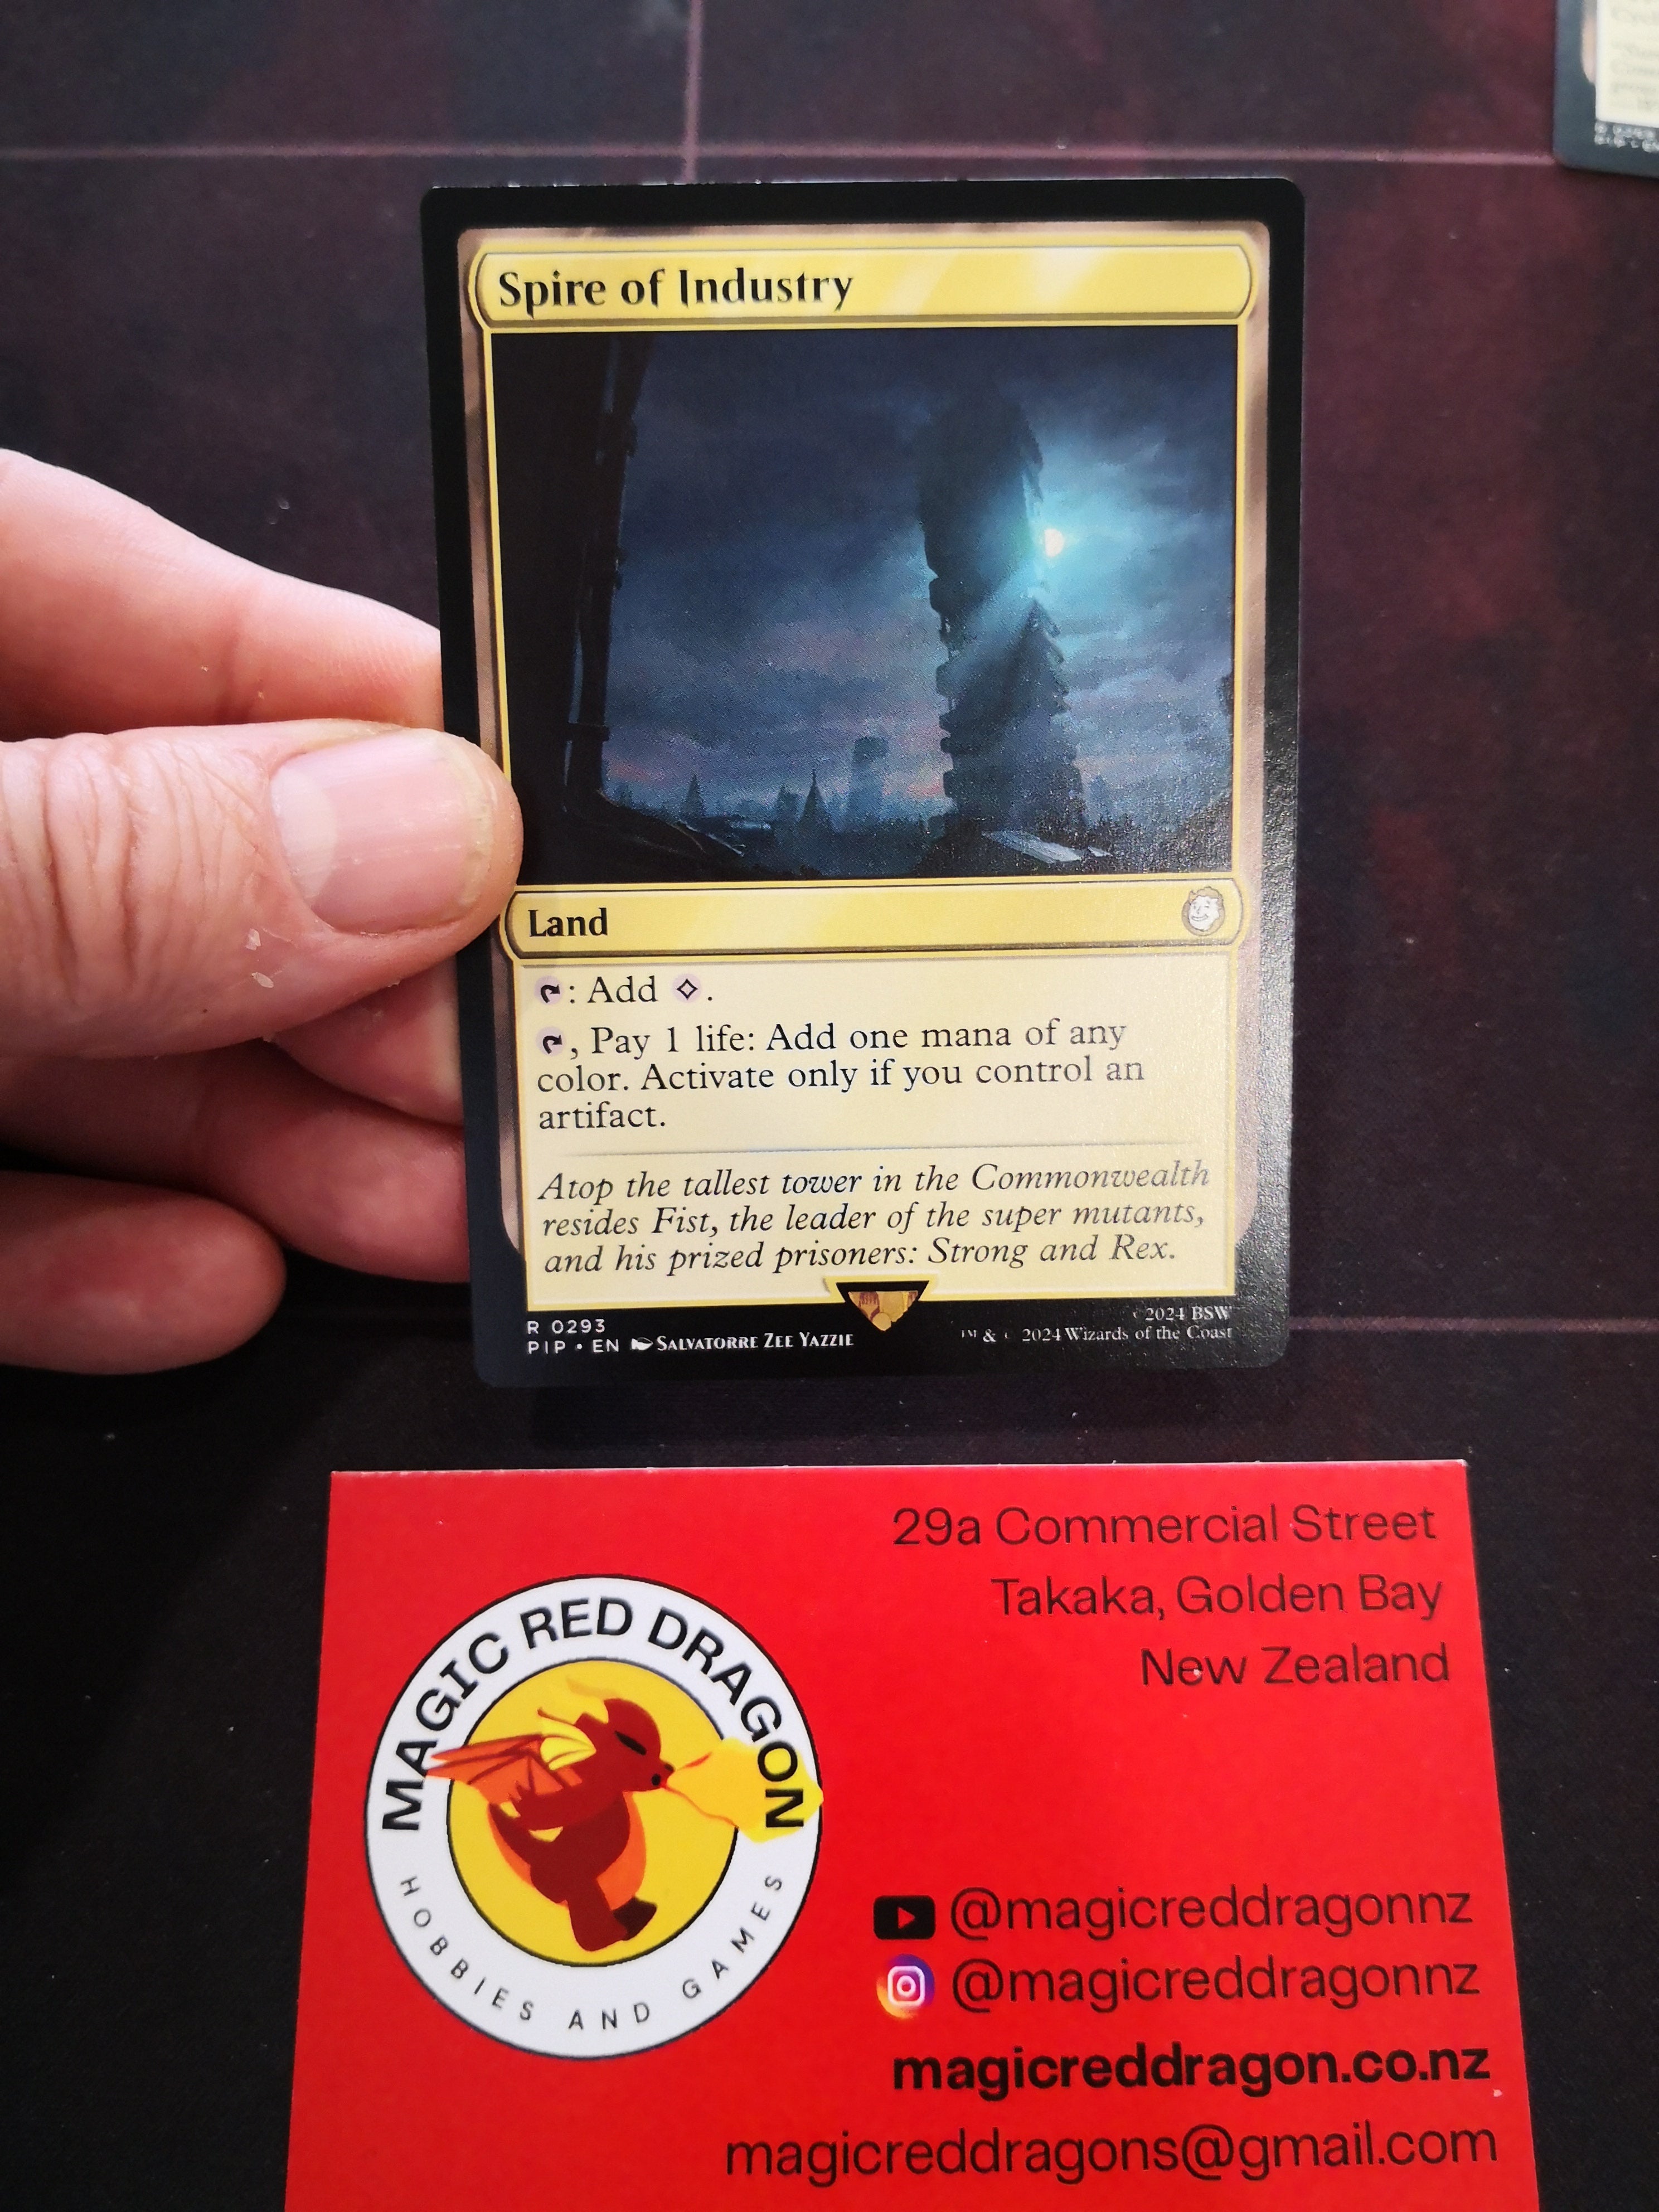 Spire of Industry
Land
: Add .
, Pay 1 life: Add one mana of any
color. Activate only if you control an
artifact.
Atop the tallest tower in the Commonwealth
resides Fist, the leader of the super mutants,
and his prized prisoners: Strong and Rex.
R 0293
PIP • EN SALVATORRE ZEE YAZZIE
2024 BSW
™ & © 2024 Wizards of the Coast
29a Commercial Street
Takaka, Golden Bay
New Zealand
MAGIC RED DRAGON
HOBBIES AND GAMES
@magicreddragonnz
@magicreddragonnz
magicreddragon.co.nz
magicreddragons@gmail.com